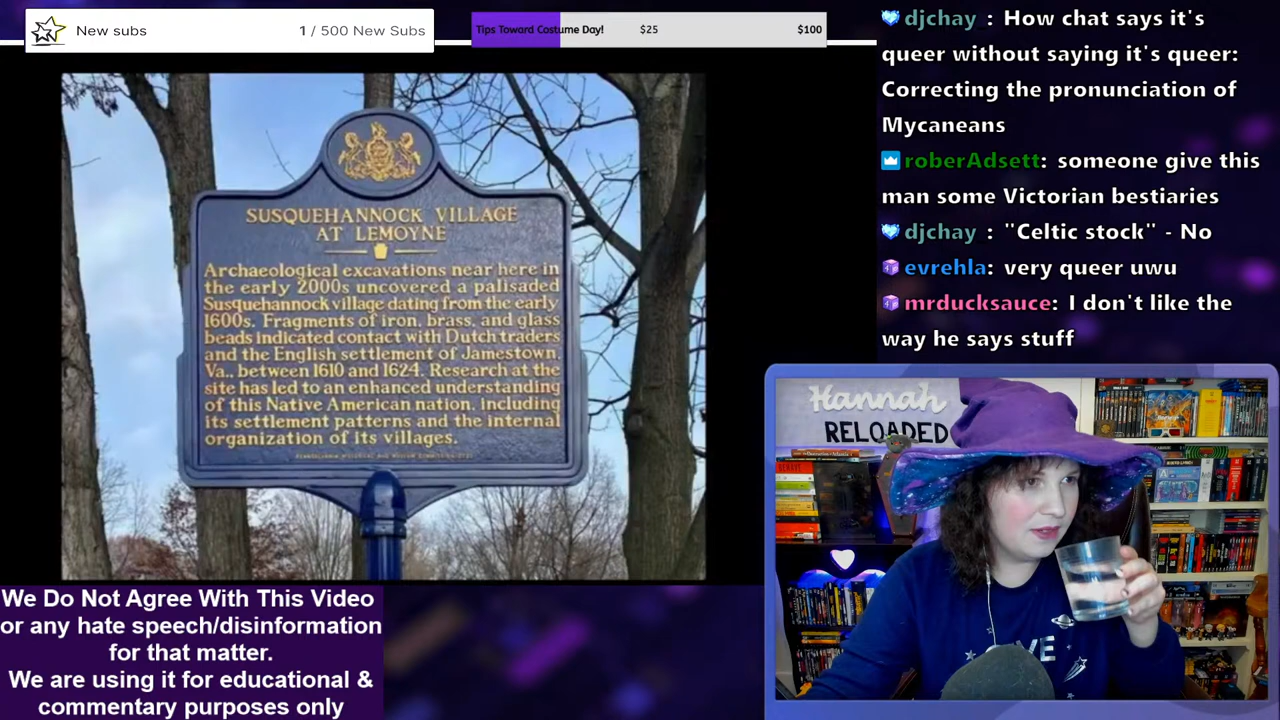 New subs
1 / 500 New Subs
Tips Toward Costume Day!
$25
$100
SUSQUEHANNOCK VILLAGE
AT LEMOYNE
Archaeological excavations near here in
the early 2000s uncovered a palisaded
Susquehannock village dating from the early
1600s. Fragments of iron, brass, and glass
beads indicated contact with Dutch traders
and the English settlement of Jamestown,
Va., between 1610 and 1624. Research at the
site has led to an enhanced understanding
of this Native American nation, including
its settlement patterns and the internal
organization of its villages.
We Do Not Agree With This Video
or any hate speech/disinformation
for that matter.
We are using it for educational &
commentary purposes only
djchay : How chat says it's
queer without saying it's queer:
Correcting the pronunciation of
Mycaneans
roberAdsett: someone give this
man some Victorian bestiaries
djchay : "Celtic stock" - No
evrehla: very queer uwu
mrducksauce: I don't like the
way he says stuff
Hannah
RELOADED